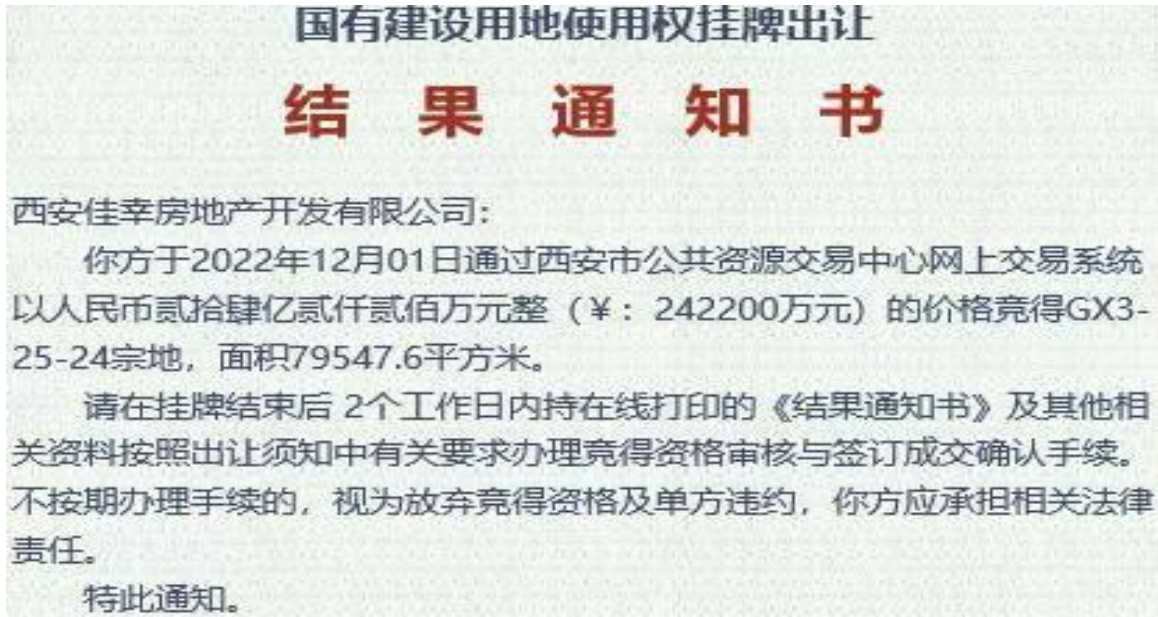 国有建设用地使用权挂牌出让
结果通知书
西安佳幸房地产开发有限公司：
你方于2022年12月01日通过西安市公共资源交易中心网上交易系统
以人民币贰拾肆亿贰仟贰佰万元整（¥：242200万元）的价格竞得GX3-
25-24宗地，面积79547.6平方米。
请在挂牌结束后 2个工作日内持在线打印的《结果通知书》及其他相
关资料按照出让须知中有关要求办理竞得资格审核与签订成交确认手续。
不按期办理手续的，视为放弃竞得资格及单方违约，你方应承担相关法律
责任。
特此通知。